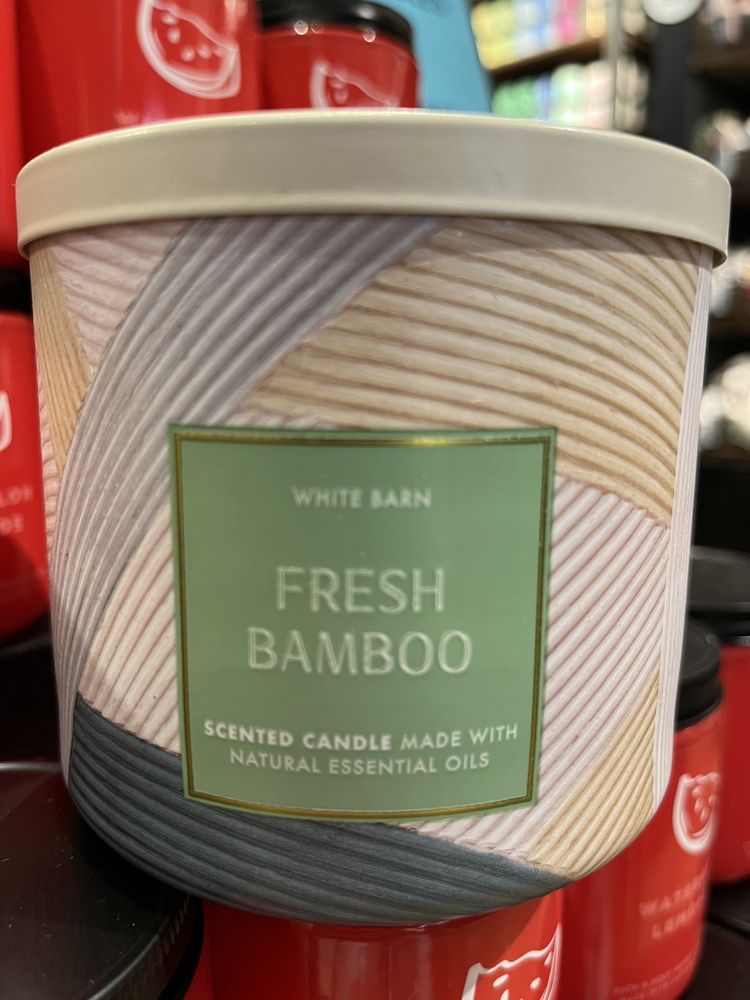 WHITE BARN
FRESH
BAMBOO
SCENTED CANDLE MADE WITH
NATURAL ESSENTIAL OILS